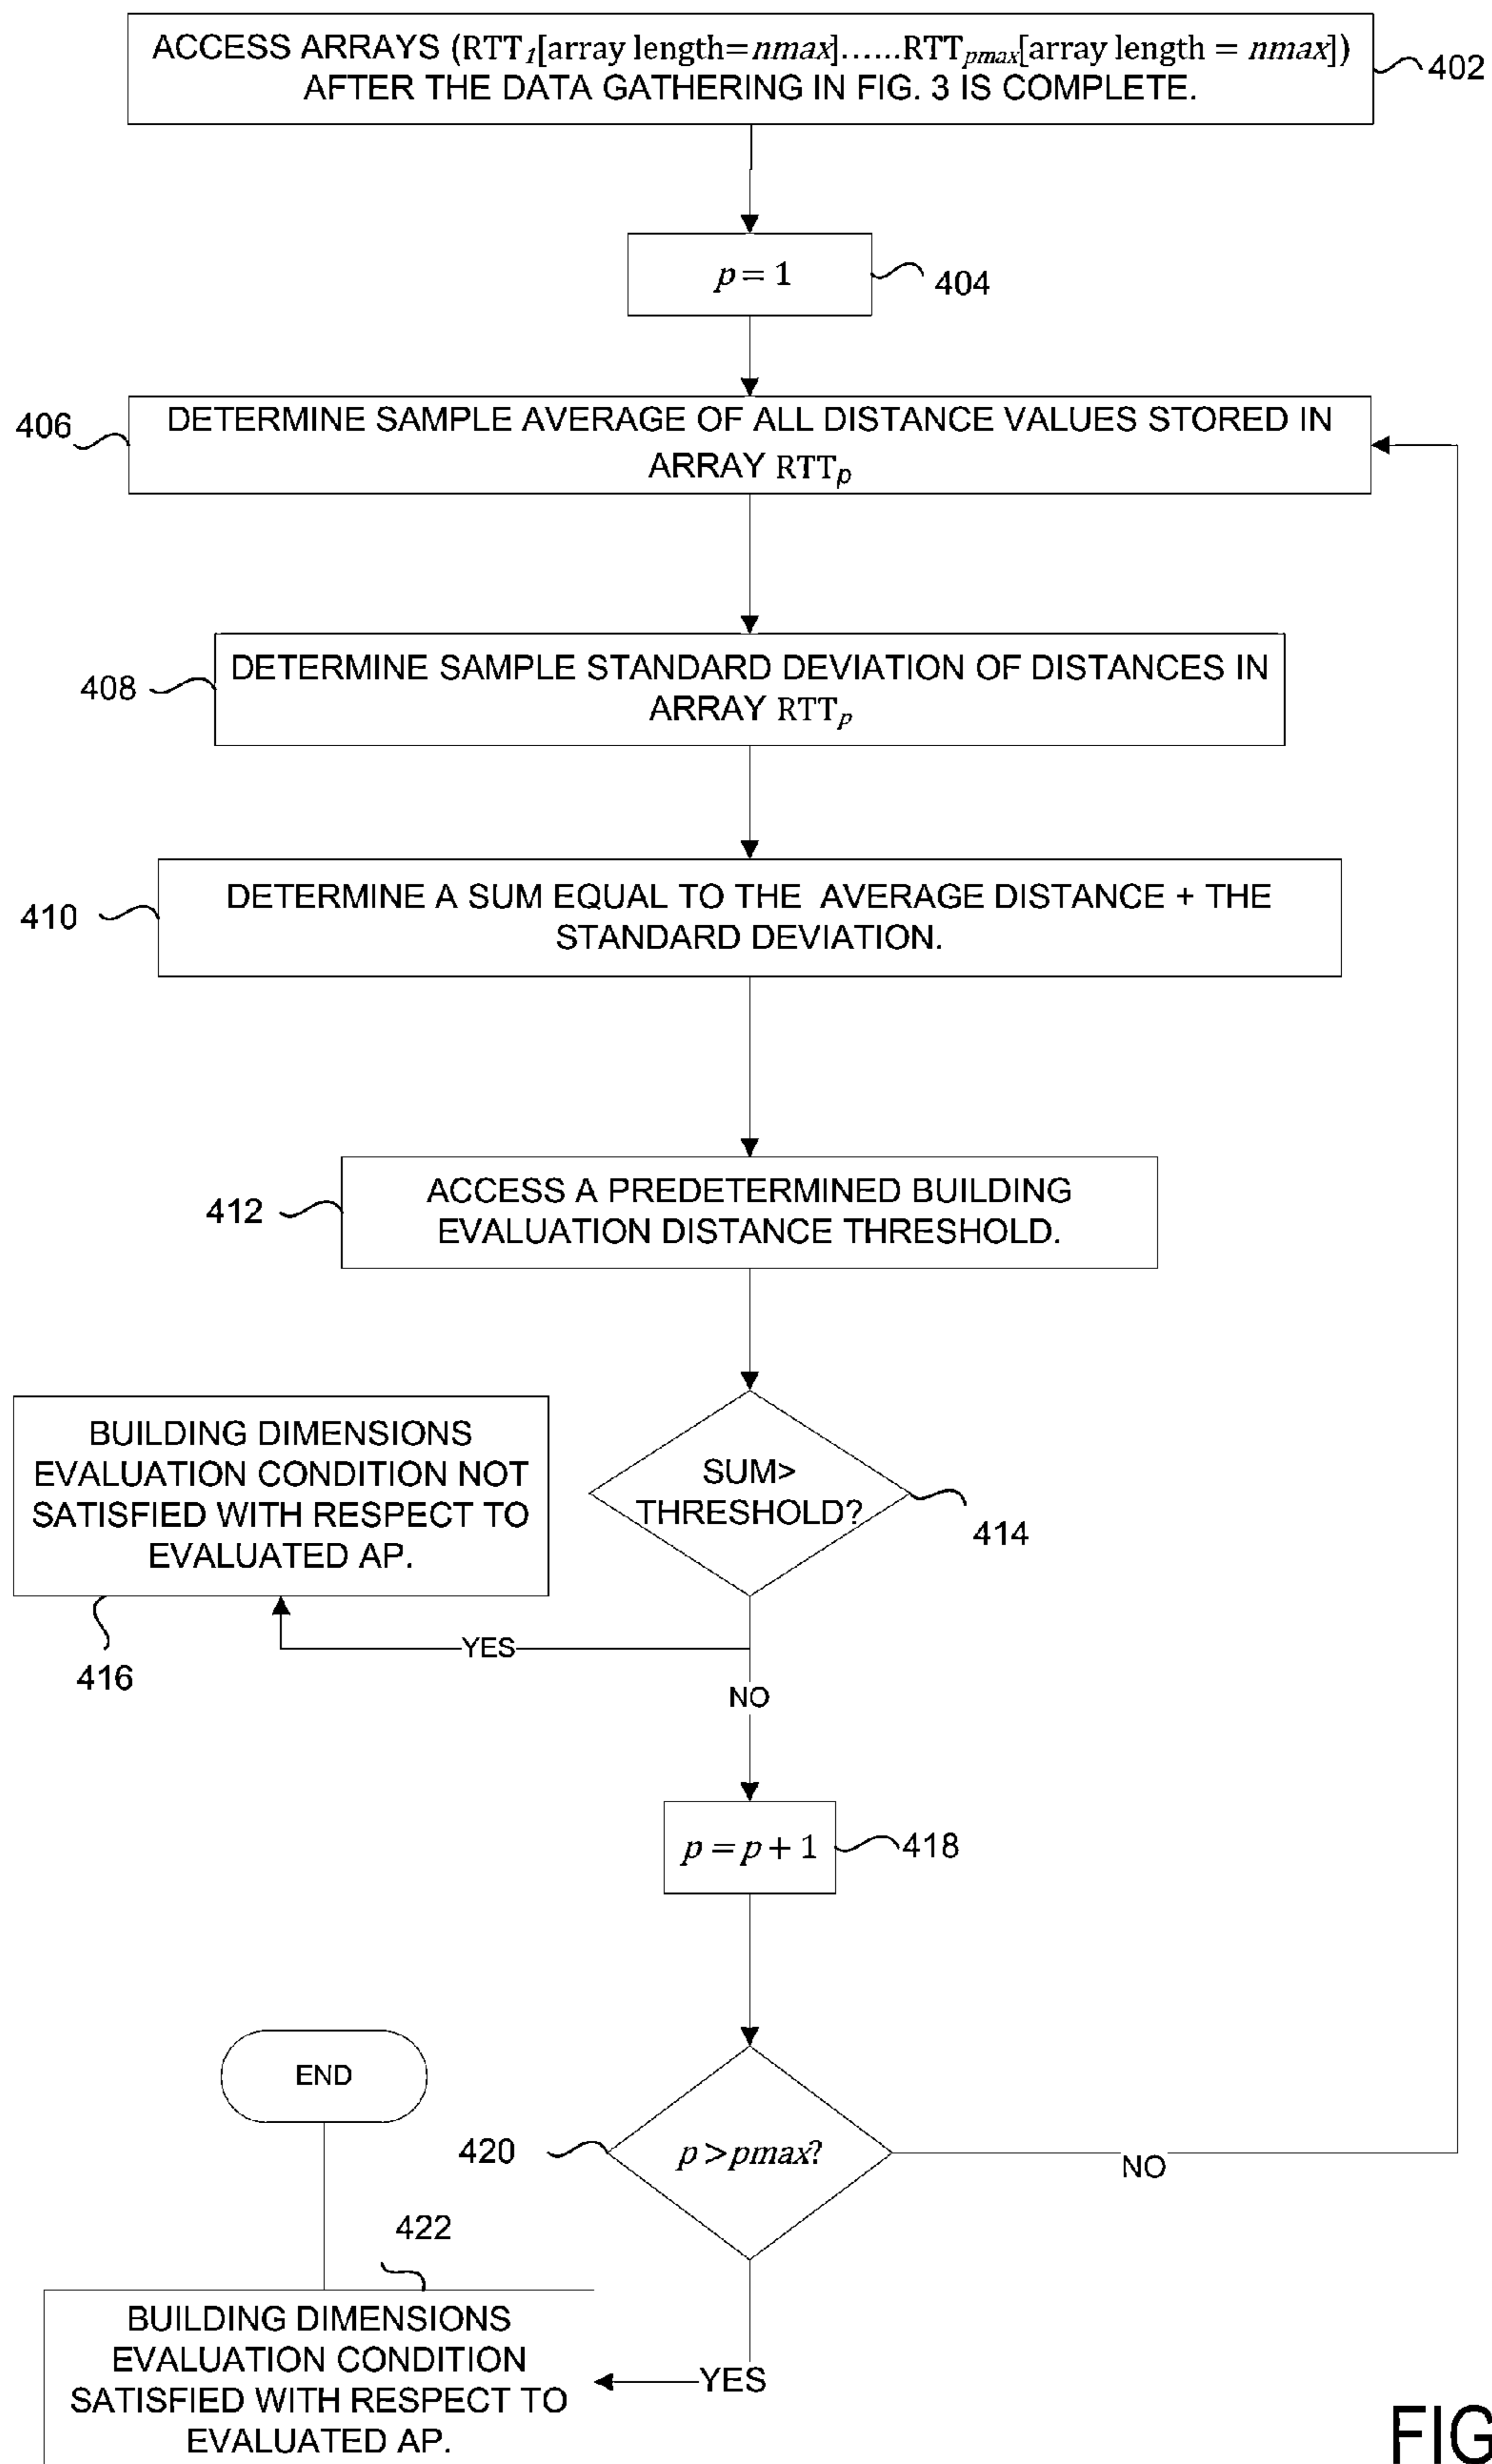 ACCESS ARRAYS (RTT1[array length=nmax]......RTTpmax[array length = nmax])
AFTER THE DATA GATHERING IN FIG. 3 IS COMPLETE.
402
p = 1
404
406
DETERMINE SAMPLE AVERAGE OF ALL DISTANCE VALUES STORED IN
ARRAY RTTp
408
DETERMINE SAMPLE STANDARD DEVIATION OF DISTANCES IN
ARRAY RTTp
410
DETERMINE A SUM EQUAL TO THE AVERAGE DISTANCE + THE
STANDARD DEVIATION.
412
ACCESS A PREDETERMINED BUILDING
EVALUATION DISTANCE THRESHOLD.
BUILDING DIMENSIONS
EVALUATION CONDITION NOT
SATISFIED WITH RESPECT TO
EVALUATED AP.
416
SUM>
THRESHOLD?
414
YES
NO
p = p + 1
418
END
420
p >pmax?
NO
422
BUILDING DIMENSIONS
EVALUATION CONDITION
SATISFIED WITH RESPECT TO
EVALUATED AP.
YES
FIG